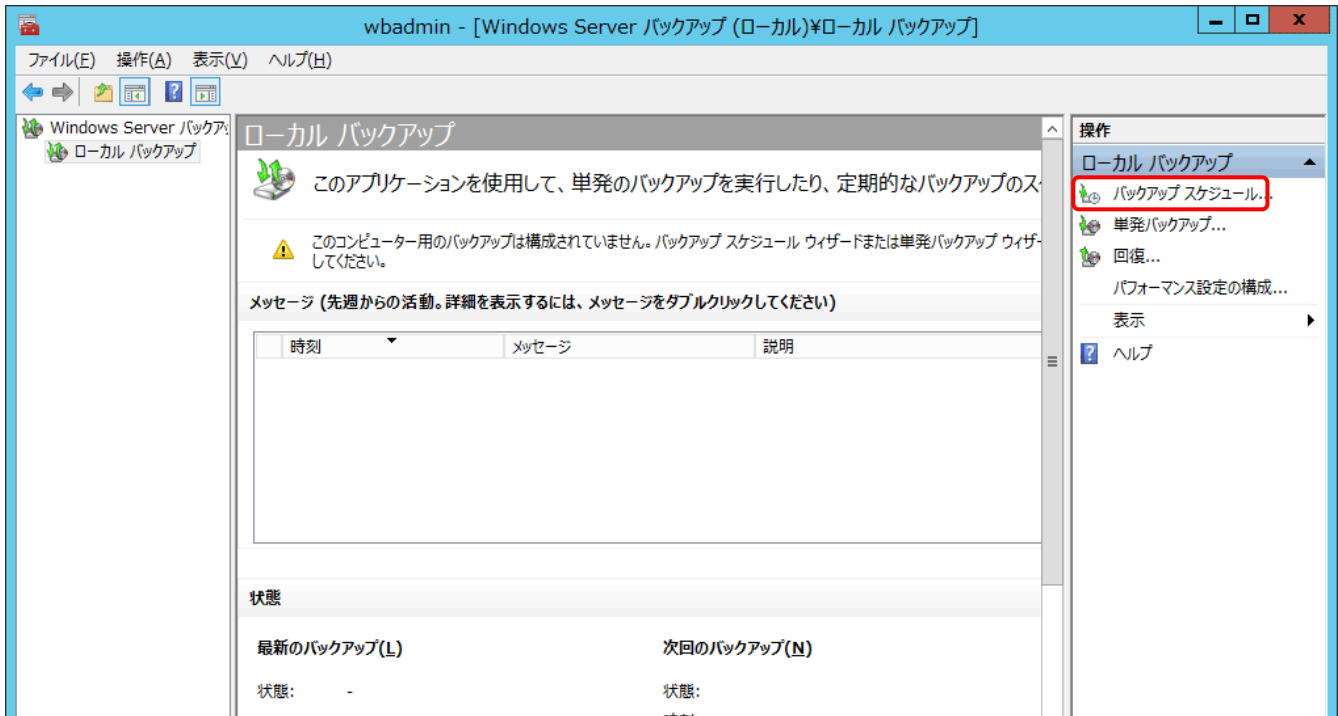 wbadmin - [Windows Server バックアップ (ローカル)¥ローカル バックアップ]
ファイル(F) 操作(A) 表示(V) ヘルプ(H)
Windows Server バックアッ
ローカル バックアップ
ローカル バックアップ
このアプリケーションを使用して、単発のバックアップを実行したり、定期的なバックアップのス
このコンピューター用のバックアップは構成されていません。バックアップ スケジュール ウィザードまたは単発バックアップ ウィザー
してください。
メッセージ (先週からの活動。詳細を表示するには、メッセージをダブルクリックしてください)
時刻 メッセージ 説明
状態
最新のバックアップ(L) 次回のバックアップ(N)
状態: - 状態:
操作
ローカル バックアップ
バックアップ スケジュール...
単発バックアップ...
回復...
パフォーマンス設定の構成...
表示
ヘルプ